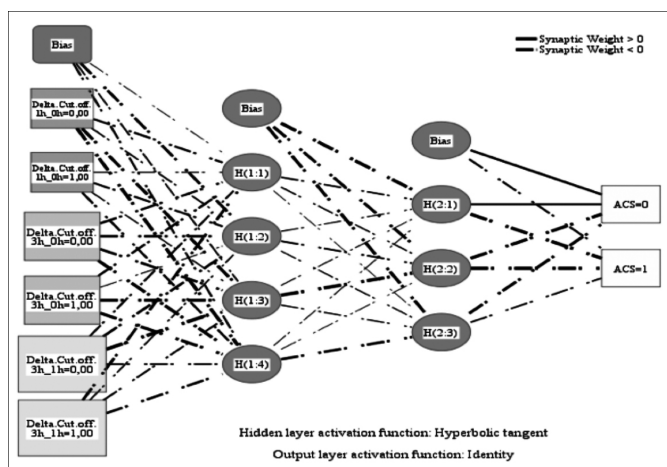 Synaptic Weight > 0
Synaptic Weight < 0
Bias
Delta.Cut.off.
1h_0h=0,00
Delta.Cut.off.
1h_0h=1,00
Delta.Cut.off.
3h_0h=0,00
Delta.Cut.off.
3h_0h=1,00
Delta.Cut.off.
3h_1h=0,00
Delta.Cut.off.
3h_1h=1,00
Bias
H(1:1)
H(1:2)
H(1:3)
H(1:4)
Bias
H(2:1)
H(2:2)
H(2:3)
ACS=0
ACS=1
Hidden layer activation function: Hyperbolic tangent
Output layer activation function: Identity